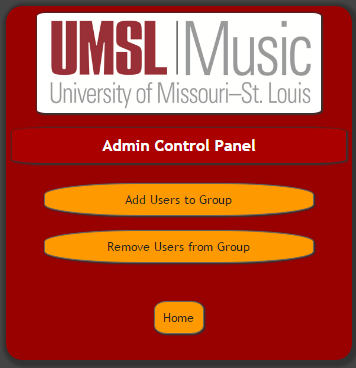 UMSL | Music
University of Missouri–St. Louis
Admin Control Panel
Add Users to Group
Remove Users from Group
Home